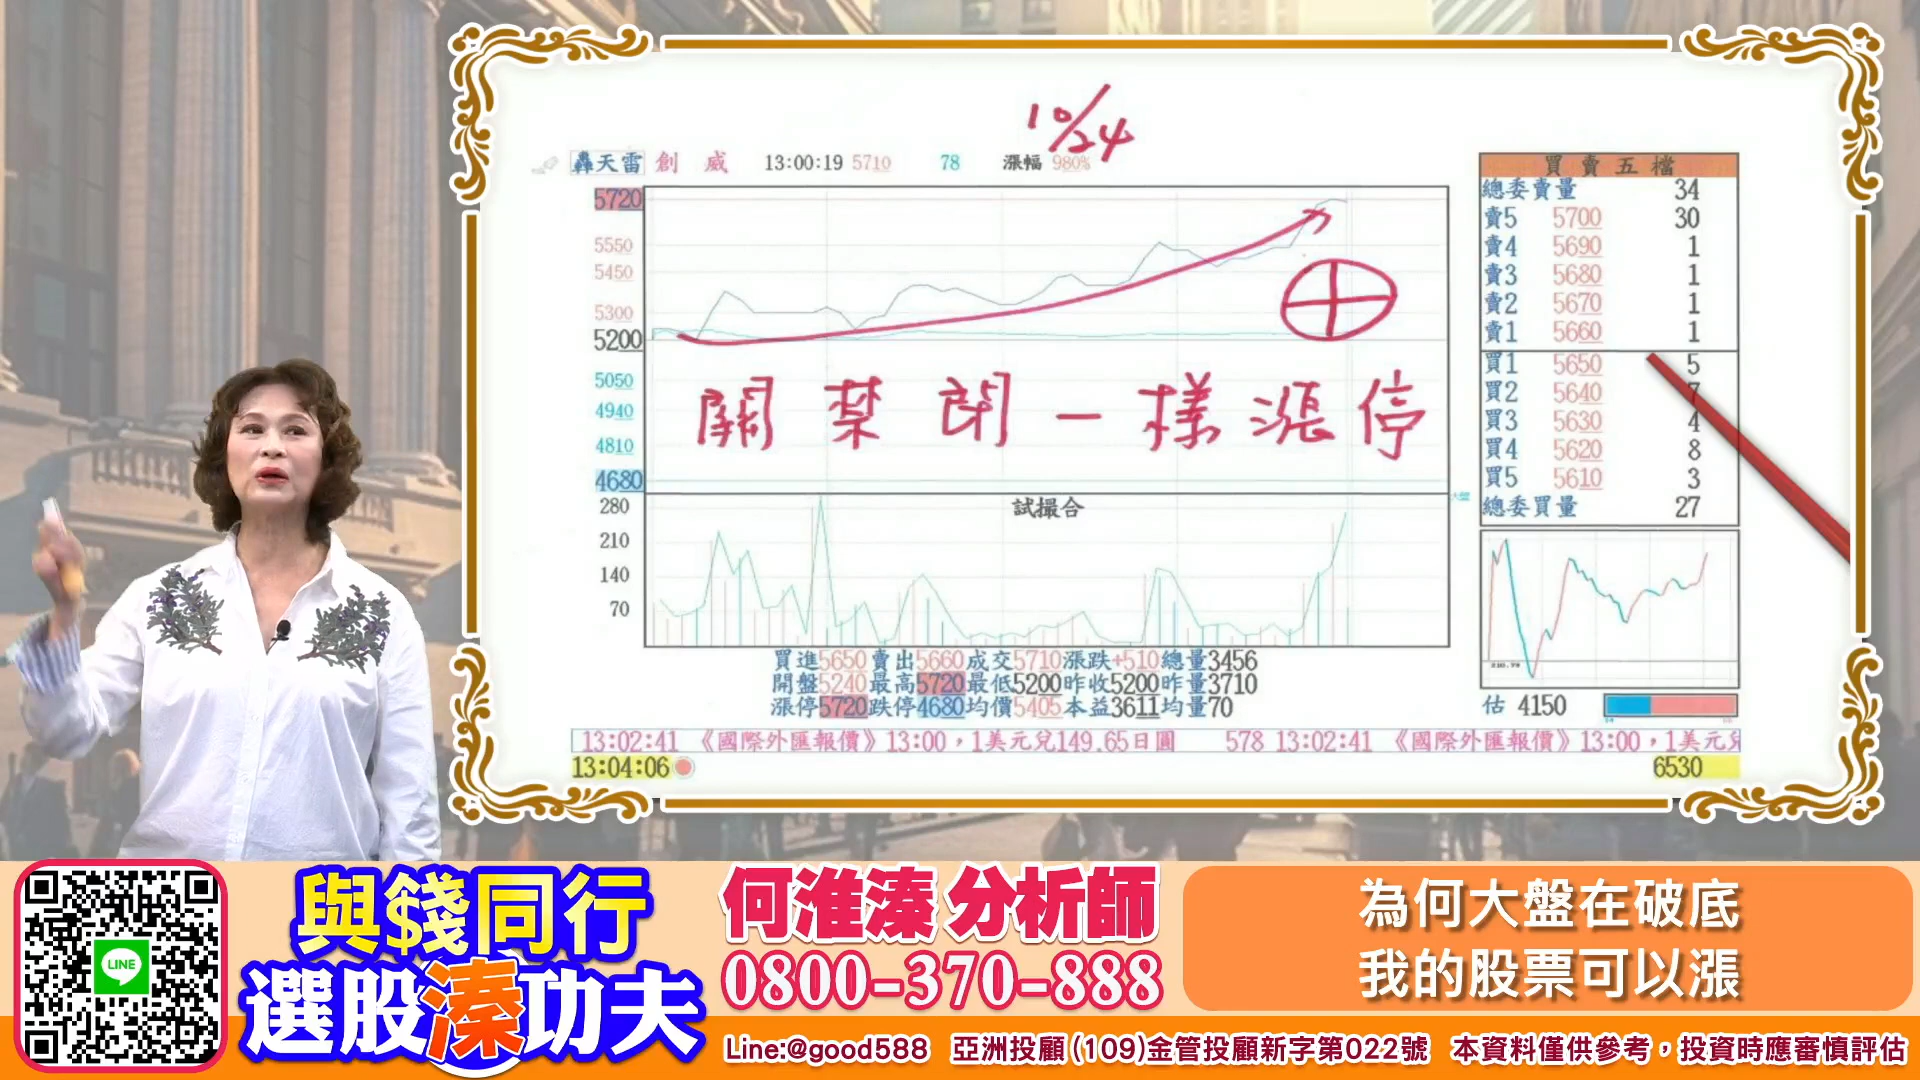 10/24
轟天雷 創 威 13:00:19 5710 78 漲幅 980%
5720
5550
5450
5300
5200
5050
4940
4810
4680
關 禁 閉 一 樣 漲 停
280
210
140
70
試撮合
大盤
買進5650賣出5660成交5710漲跌+510總量3456
開盤5240最高5720最低5200昨收5200昨量3710
漲停5720跌停4680均價5405本益3611均量70
買 賣 五 檔
總委賣量 34
賣5 5700 30
賣4 5690 1
賣3 5680 1
賣2 5670 1
賣1 5660 1
買1 5650 5
買2 5640 7
買3 5630 4
買4 5620 8
買5 5610 3
總委買量 27
估 4150
13:02:41 《國際外匯報價》13:00,1美元兌149.65日圓 578 13:02:41 《國際外匯報價》13:00,1美元兌
13:04:06 6530
LINE
與$錢同行
選股溱功夫
何淮溱 分析師
0800-370-888
為何大盤在破底
我的股票可以漲
Line:@good588 亞洲投顧 (109)金管投顧新字第022號 本資料僅供參考，投資時應審慎評估